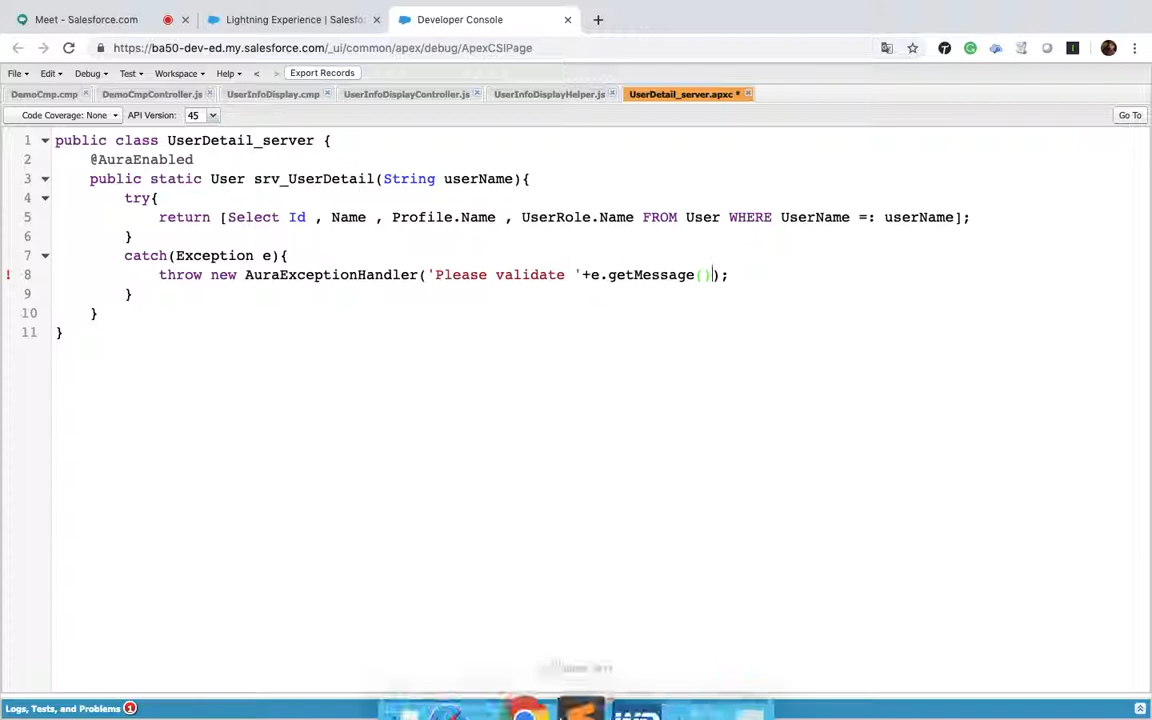 Meet - Salesforce.com
Lightning Experience | Salesfo
Developer Console
https://ba50-dev-ed.my.salesforce.com/_ui/common/apex/debug/ApexCSIPage
File Edit Debug Test Workspace Help < > Export Records
DemoCmp.cmp DemoCmpController.js UserInfoDisplay.cmp UserInfoDisplayController.js UserInfoDisplayHelper.js UserDetail_server.apxc *
Code Coverage: None API Version: 45 Go To
1 public class UserDetail_server {
2 @AuraEnabled
3 public static User srv_UserDetail(String userName){
4 try{
5 return [Select Id , Name , Profile.Name , UserRole.Name FROM User WHERE UserName =: userName];
6 }
7 catch(Exception e){
! 8 throw new AuraExceptionHandler('Please validate '+e.getMessage());
9 }
10 }
11 }
Logs, Tests, and Problems 1